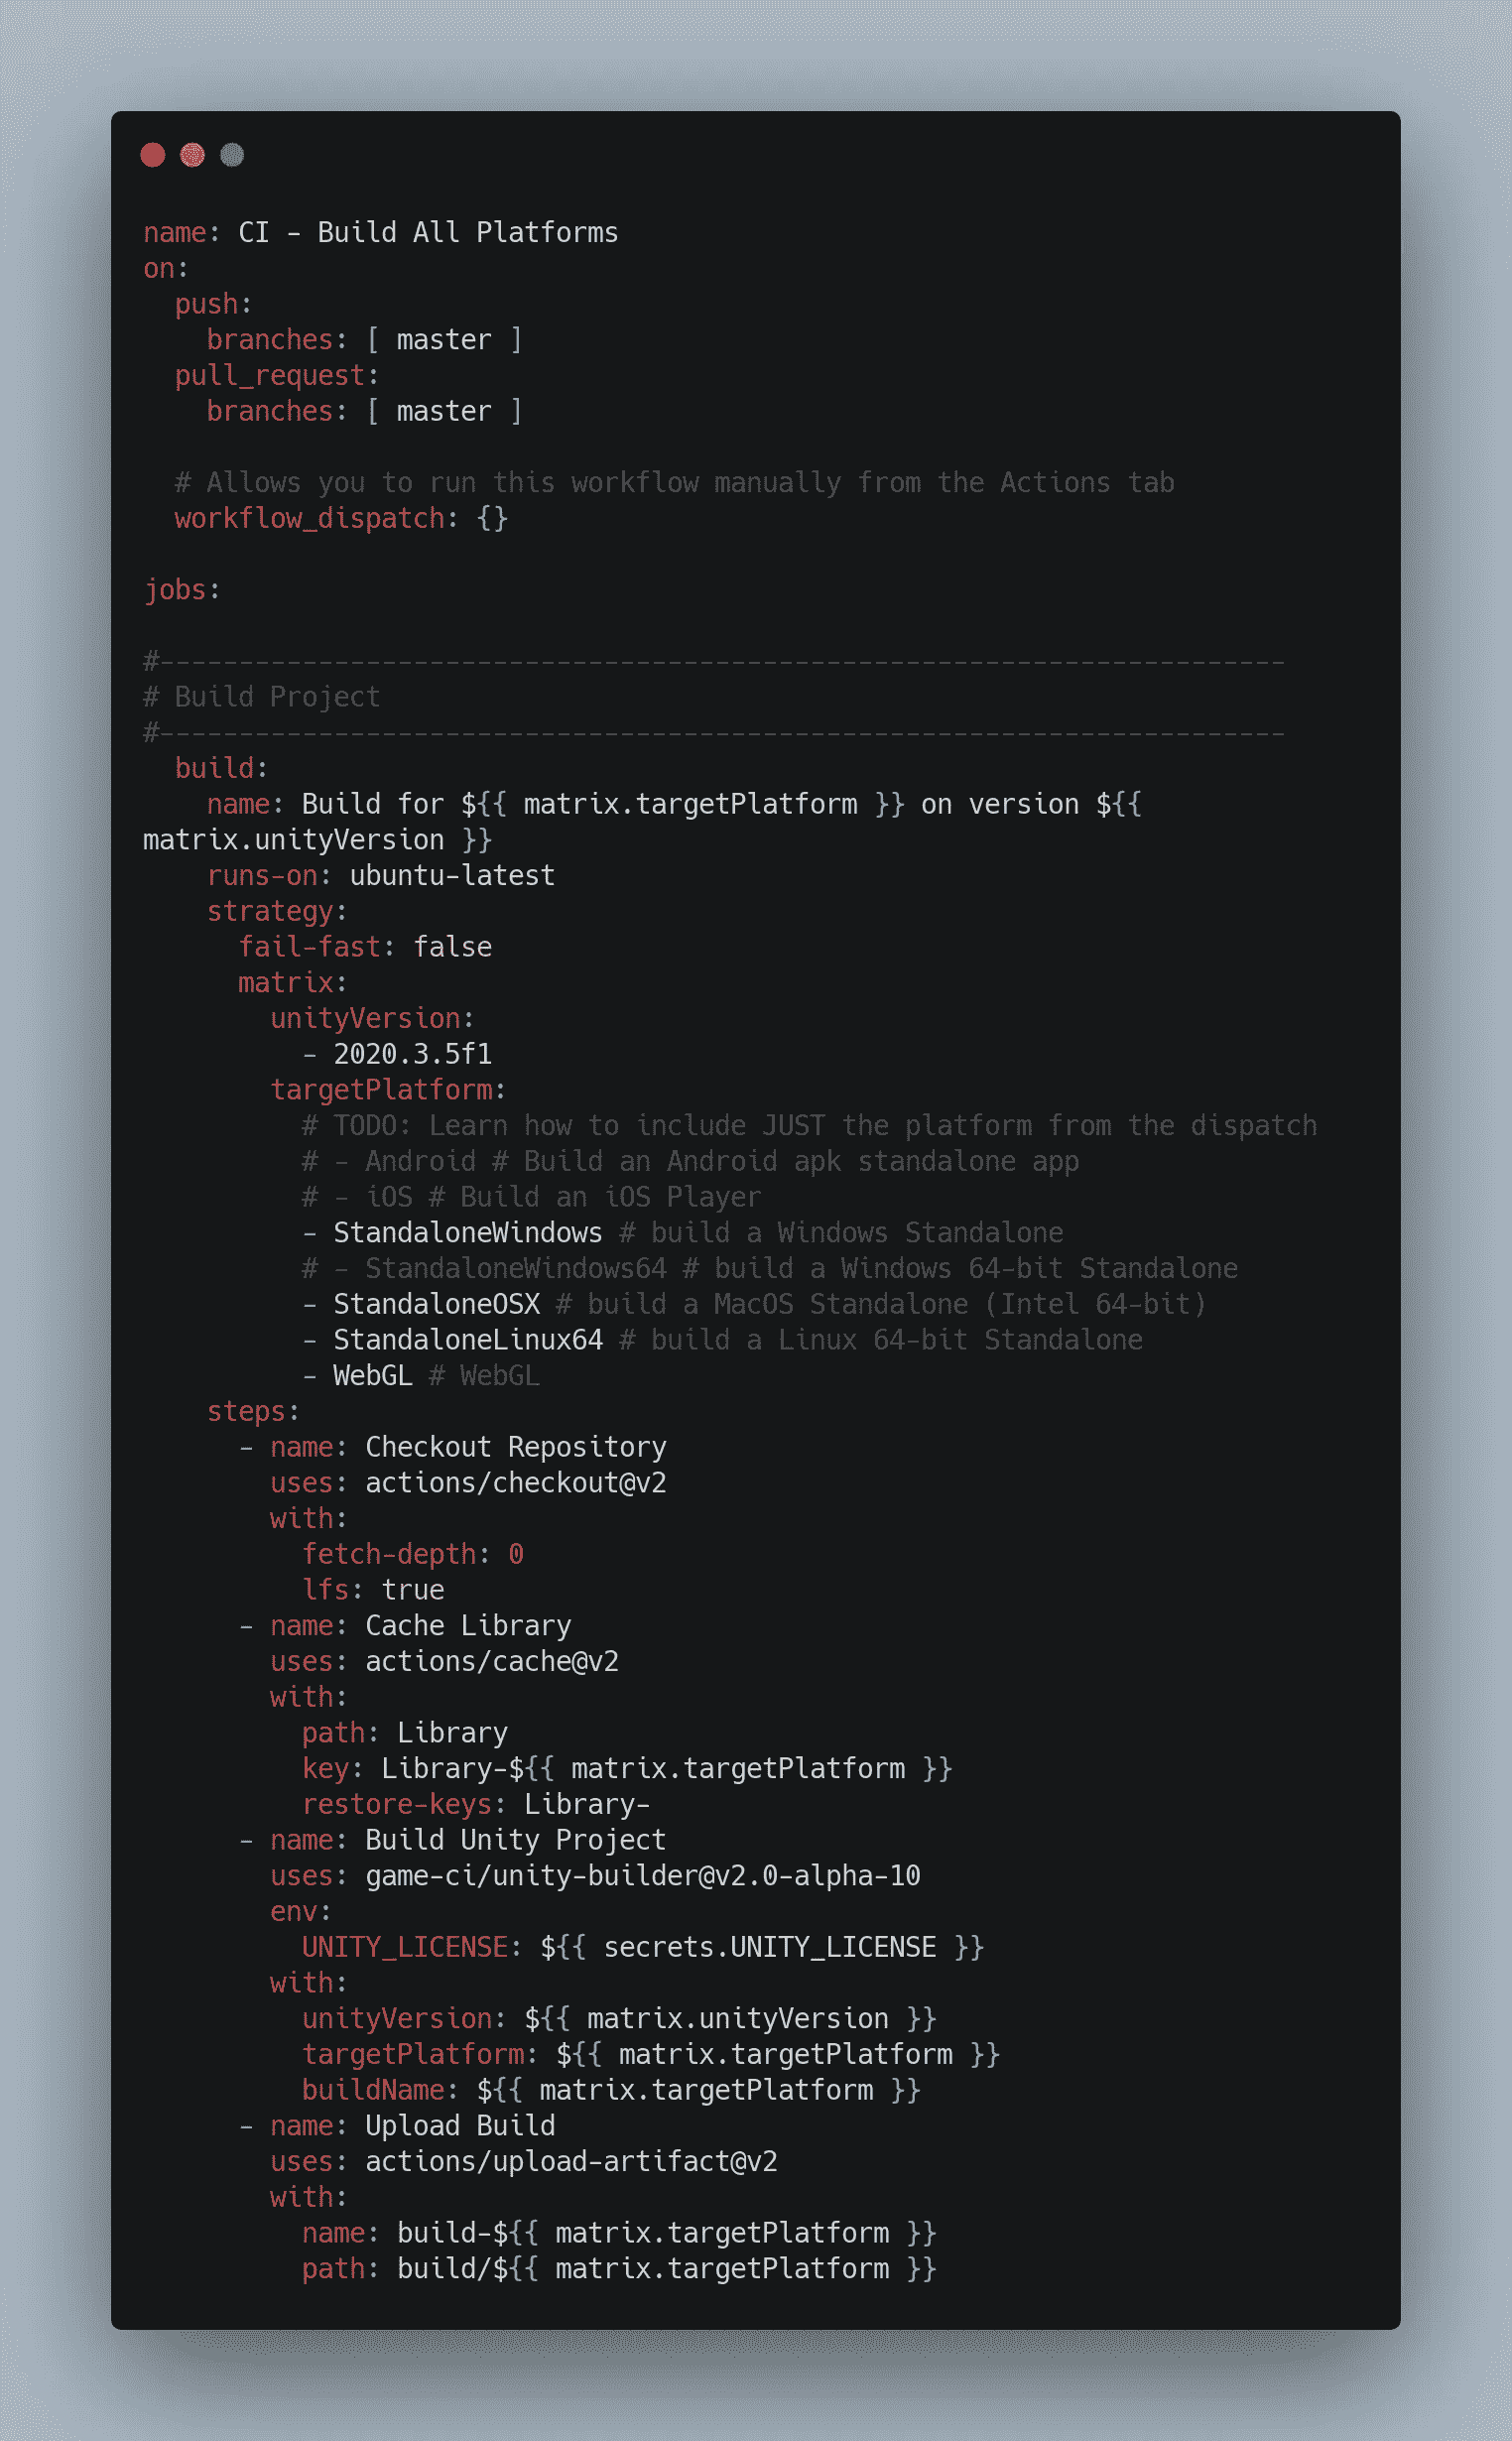 name: CI - Build All Platforms
on:
  push:
    branches: [ master ]
  pull_request:
    branches: [ master ]

  # Allows you to run this workflow manually from the Actions tab
  workflow_dispatch: {}

jobs:

#-----------------------------------------------------------------------
# Build Project
#-----------------------------------------------------------------------
  build:
    name: Build for ${{ matrix.targetPlatform }} on version ${{
matrix.unityVersion }}
    runs-on: ubuntu-latest
    strategy:
      fail-fast: false
      matrix:
        unityVersion:
          - 2020.3.5f1
        targetPlatform:
          # TODO: Learn how to include JUST the platform from the dispatch
          # - Android # Build an Android apk standalone app
          # - iOS # Build an iOS Player
          - StandaloneWindows # build a Windows Standalone
          # - StandaloneWindows64 # build a Windows 64-bit Standalone
          - StandaloneOSX # build a MacOS Standalone (Intel 64-bit)
          - StandaloneLinux64 # build a Linux 64-bit Standalone
          - WebGL # WebGL
    steps:
      - name: Checkout Repository
        uses: actions/checkout@v2
        with:
          fetch-depth: 0
          lfs: true
      - name: Cache Library
        uses: actions/cache@v2
        with:
          path: Library
          key: Library-${{ matrix.targetPlatform }}
          restore-keys: Library-
      - name: Build Unity Project
        uses: game-ci/unity-builder@v2.0-alpha-10
        env:
          UNITY_LICENSE: ${{ secrets.UNITY_LICENSE }}
        with:
          unityVersion: ${{ matrix.unityVersion }}
          targetPlatform: ${{ matrix.targetPlatform }}
          buildName: ${{ matrix.targetPlatform }}
      - name: Upload Build
        uses: actions/upload-artifact@v2
        with:
          name: build-${{ matrix.targetPlatform }}
          path: build/${{ matrix.targetPlatform }}